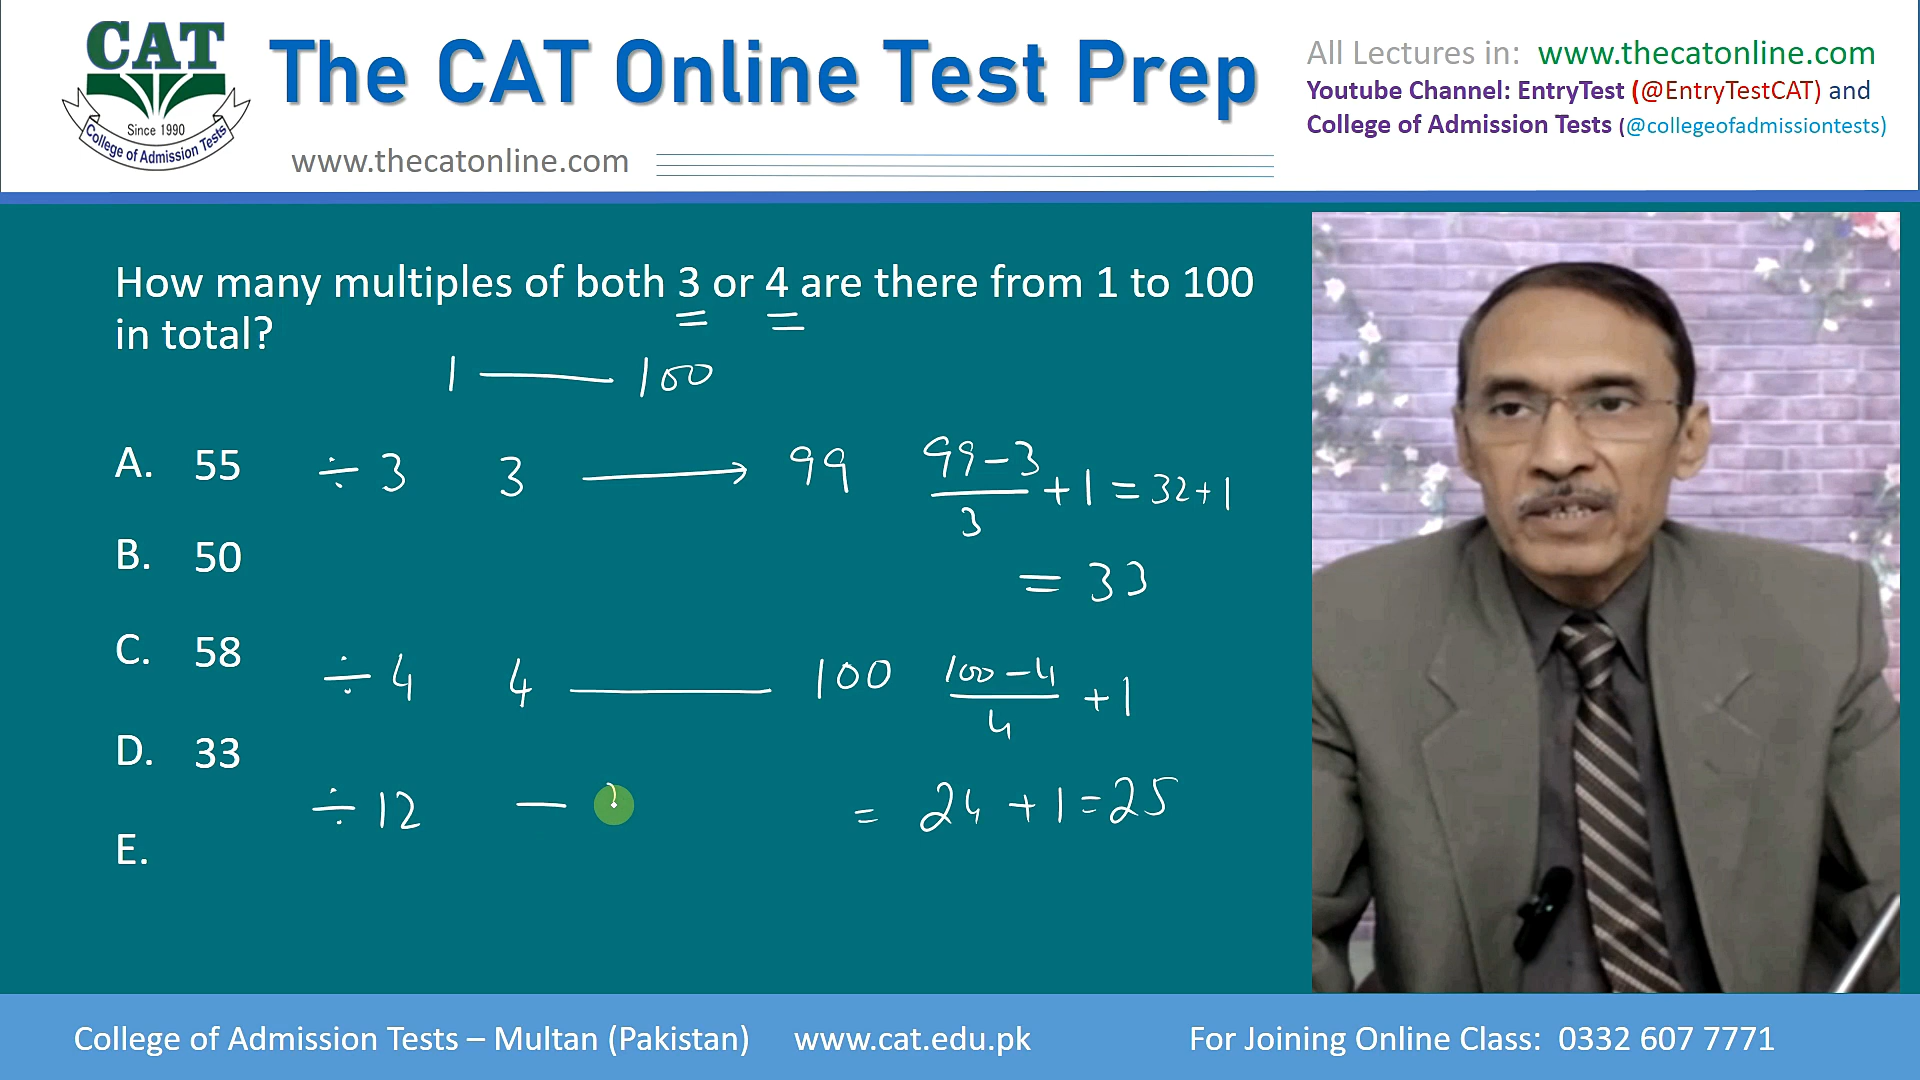 CAT
Since 1990
College of Admission Tests
The CAT Online Test Prep
www.thecatonline.com
All Lectures in: www.thecatonline.com
Youtube Channel: EntryTest (@EntryTestCAT) and
College of Admission Tests (@collegeofadmissiontests)
How many multiples of both 3 or 4 are there from 1 to 100
in total?
1 — 100
A. 55
÷ 3 3 → 99 99-3/3 + 1 = 32+1
= 33
B. 50
C. 58
÷ 4 4 — 100 100-4/4 + 1
= 24 + 1 = 25
D. 33
÷ 12 —
E.
College of Admission Tests – Multan (Pakistan) www.cat.edu.pk For Joining Online Class: 0332 607 7771